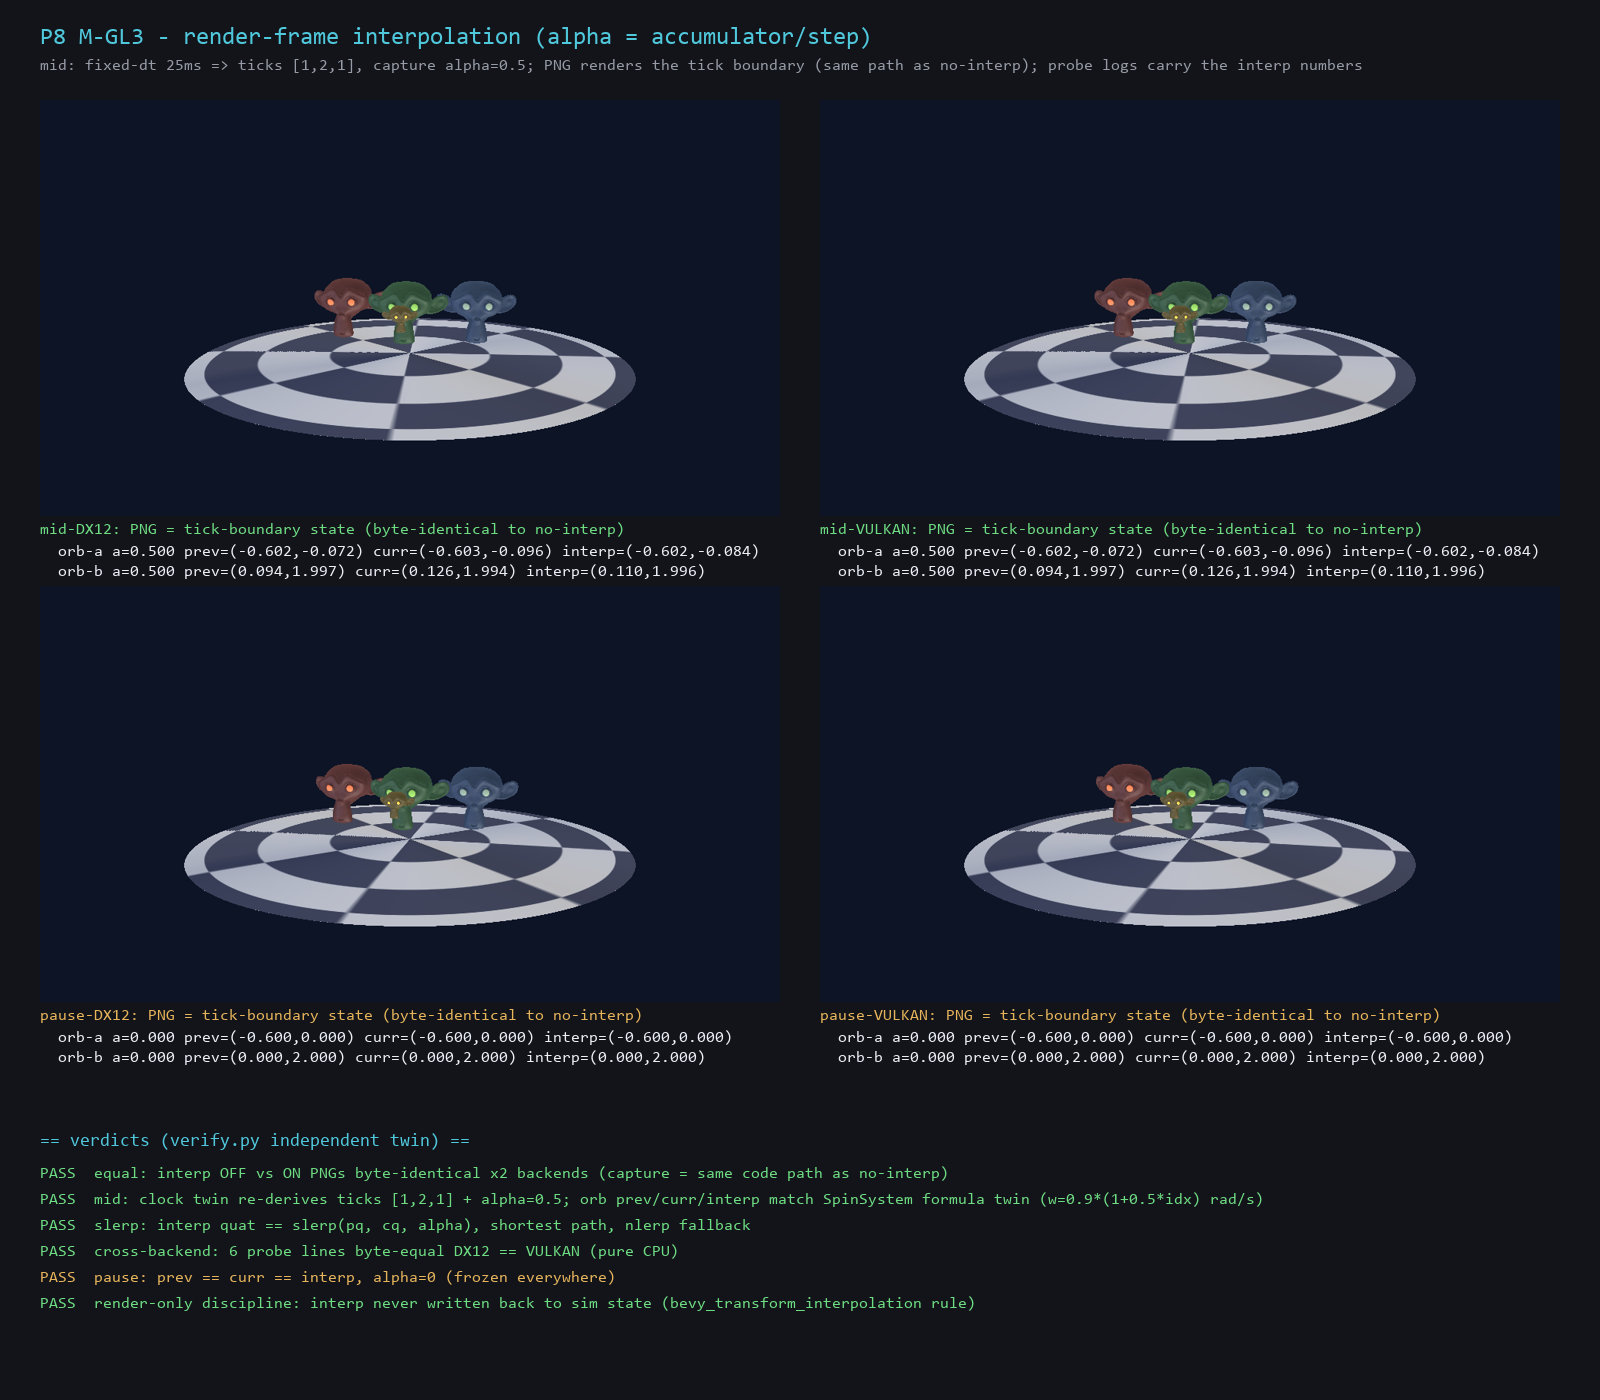 P8 M-GL3 - render-frame interpolation (alpha = accumulator/step)
mid: fixed-dt 25ms => ticks [1,2,1], capture alpha=0.5; PNG renders the tick boundary (same path as no-interp); probe logs carry the interp numbers
mid-DX12: PNG = tick-boundary state (byte-identical to no-interp)
orb-a a=0.500 prev=(-0.602,-0.072) curr=(-0.603,-0.096) interp=(-0.602,-0.084)
orb-b a=0.500 prev=(0.094,1.997) curr=(0.126,1.994) interp=(0.110,1.996)
mid-VULKAN: PNG = tick-boundary state (byte-identical to no-interp)
orb-a a=0.500 prev=(-0.602,-0.072) curr=(-0.603,-0.096) interp=(-0.602,-0.084)
orb-b a=0.500 prev=(0.094,1.997) curr=(0.126,1.994) interp=(0.110,1.996)
pause-DX12: PNG = tick-boundary state (byte-identical to no-interp)
orb-a a=0.000 prev=(-0.600,0.000) curr=(-0.600,0.000) interp=(-0.600,0.000)
orb-b a=0.000 prev=(0.000,2.000) curr=(0.000,2.000) interp=(0.000,2.000)
pause-VULKAN: PNG = tick-boundary state (byte-identical to no-interp)
orb-a a=0.000 prev=(-0.600,0.000) curr=(-0.600,0.000) interp=(-0.600,0.000)
orb-b a=0.000 prev=(0.000,2.000) curr=(0.000,2.000) interp=(0.000,2.000)
== verdicts (verify.py independent twin) ==
PASS  equal: interp OFF vs ON PNGs byte-identical x2 backends (capture = same code path as no-interp)
PASS  mid: clock twin re-derives ticks [1,2,1] + alpha=0.5; orb prev/curr/interp match SpinSystem formula twin (w=0.9*(1+0.5*idx) rad/s)
PASS  slerp: interp quat == slerp(pq, cq, alpha), shortest path, nlerp fallback
PASS  cross-backend: 6 probe lines byte-equal DX12 == VULKAN (pure CPU)
PASS  pause: prev == curr == interp, alpha=0 (frozen everywhere)
PASS  render-only discipline: interp never written back to sim state (bevy_transform_interpolation rule)